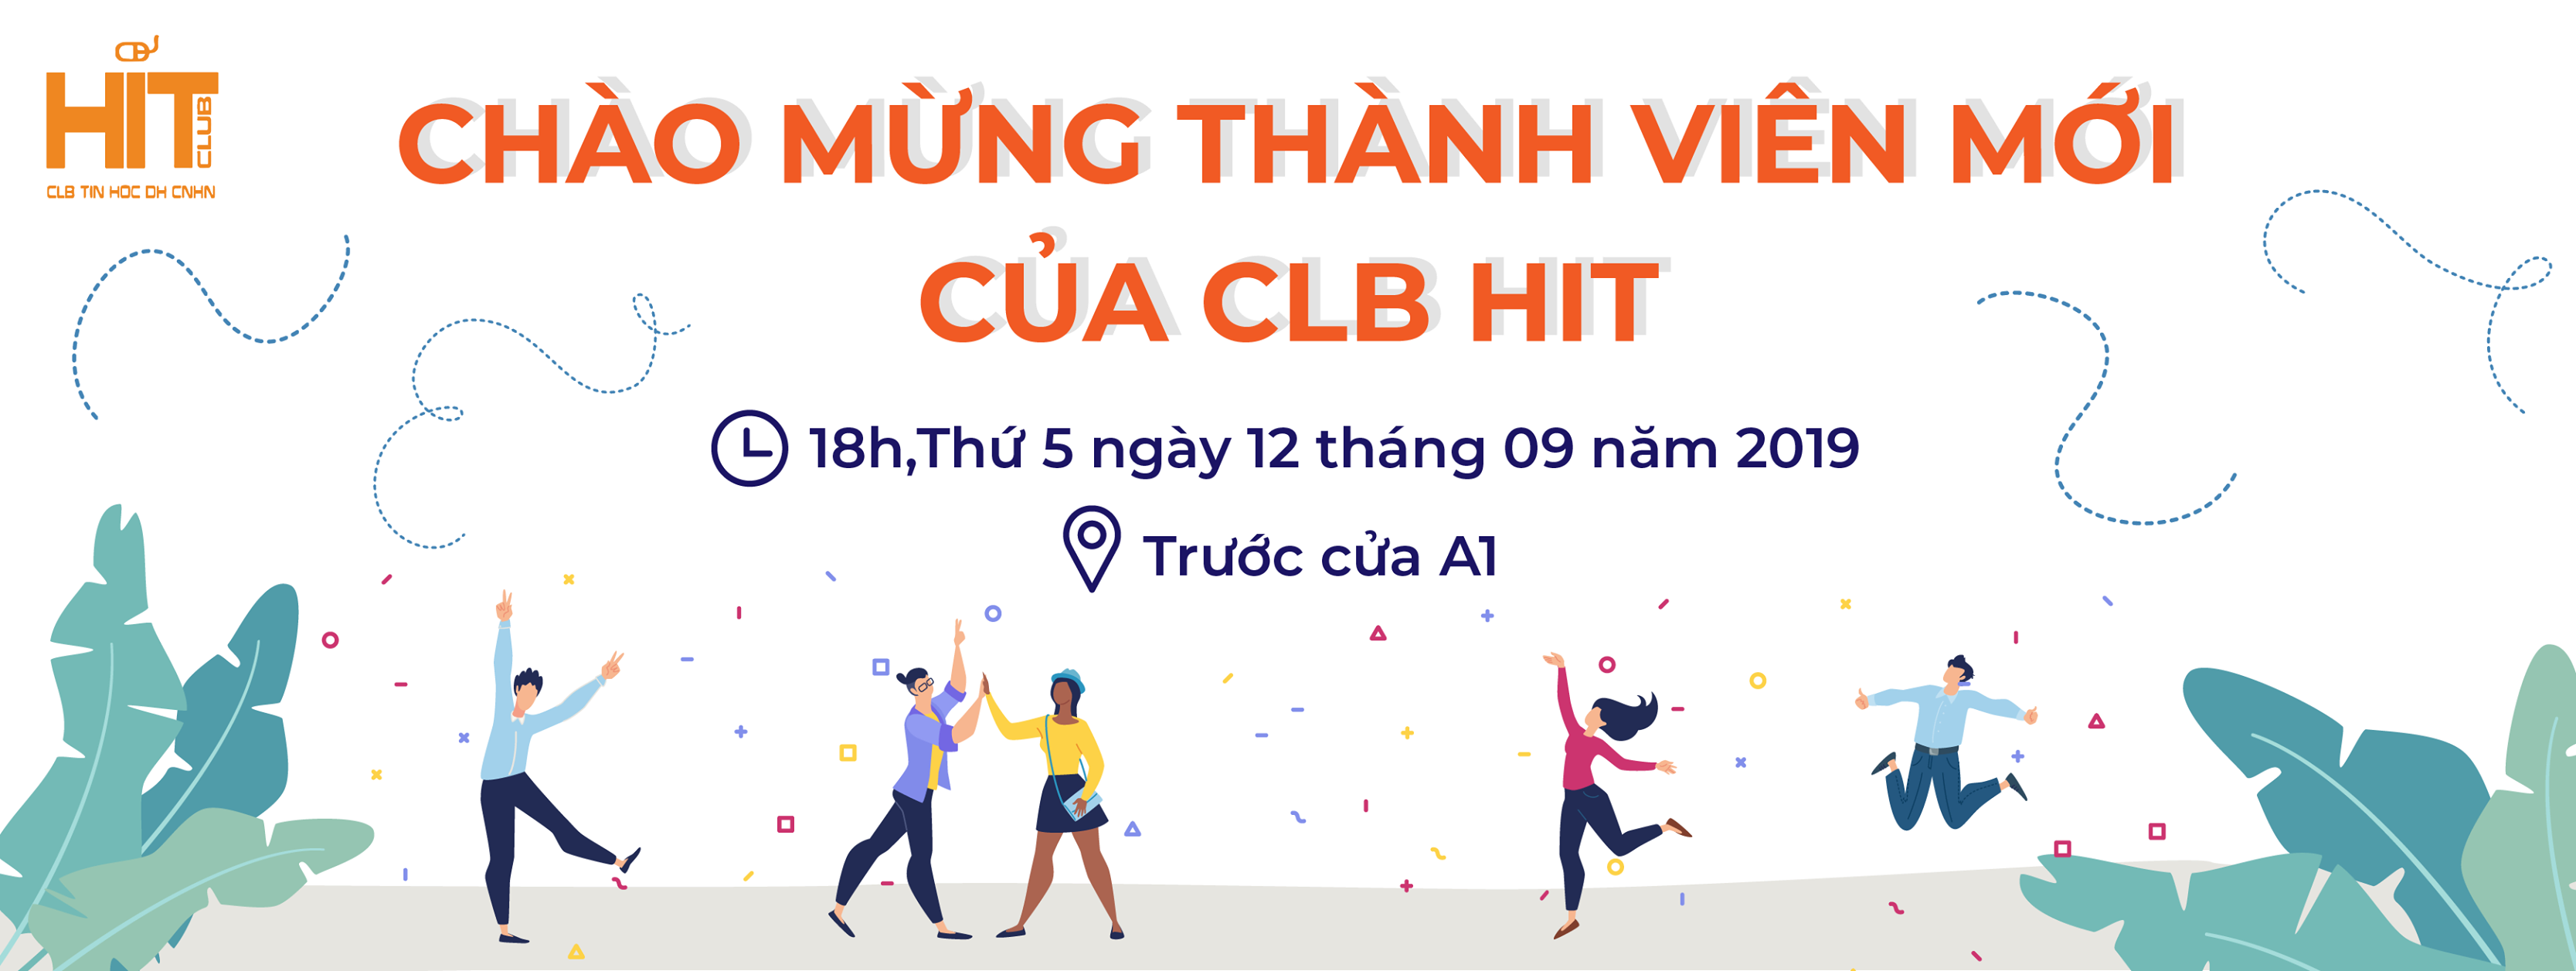 HIT CLUB
CLB TIN HOC DH CNHN
CHÀO MỪNG THÀNH VIÊN MỚI
CỦA CLB HIT
18h,Thứ 5 ngày 12 tháng 09 năm 2019
Trước cửa A1